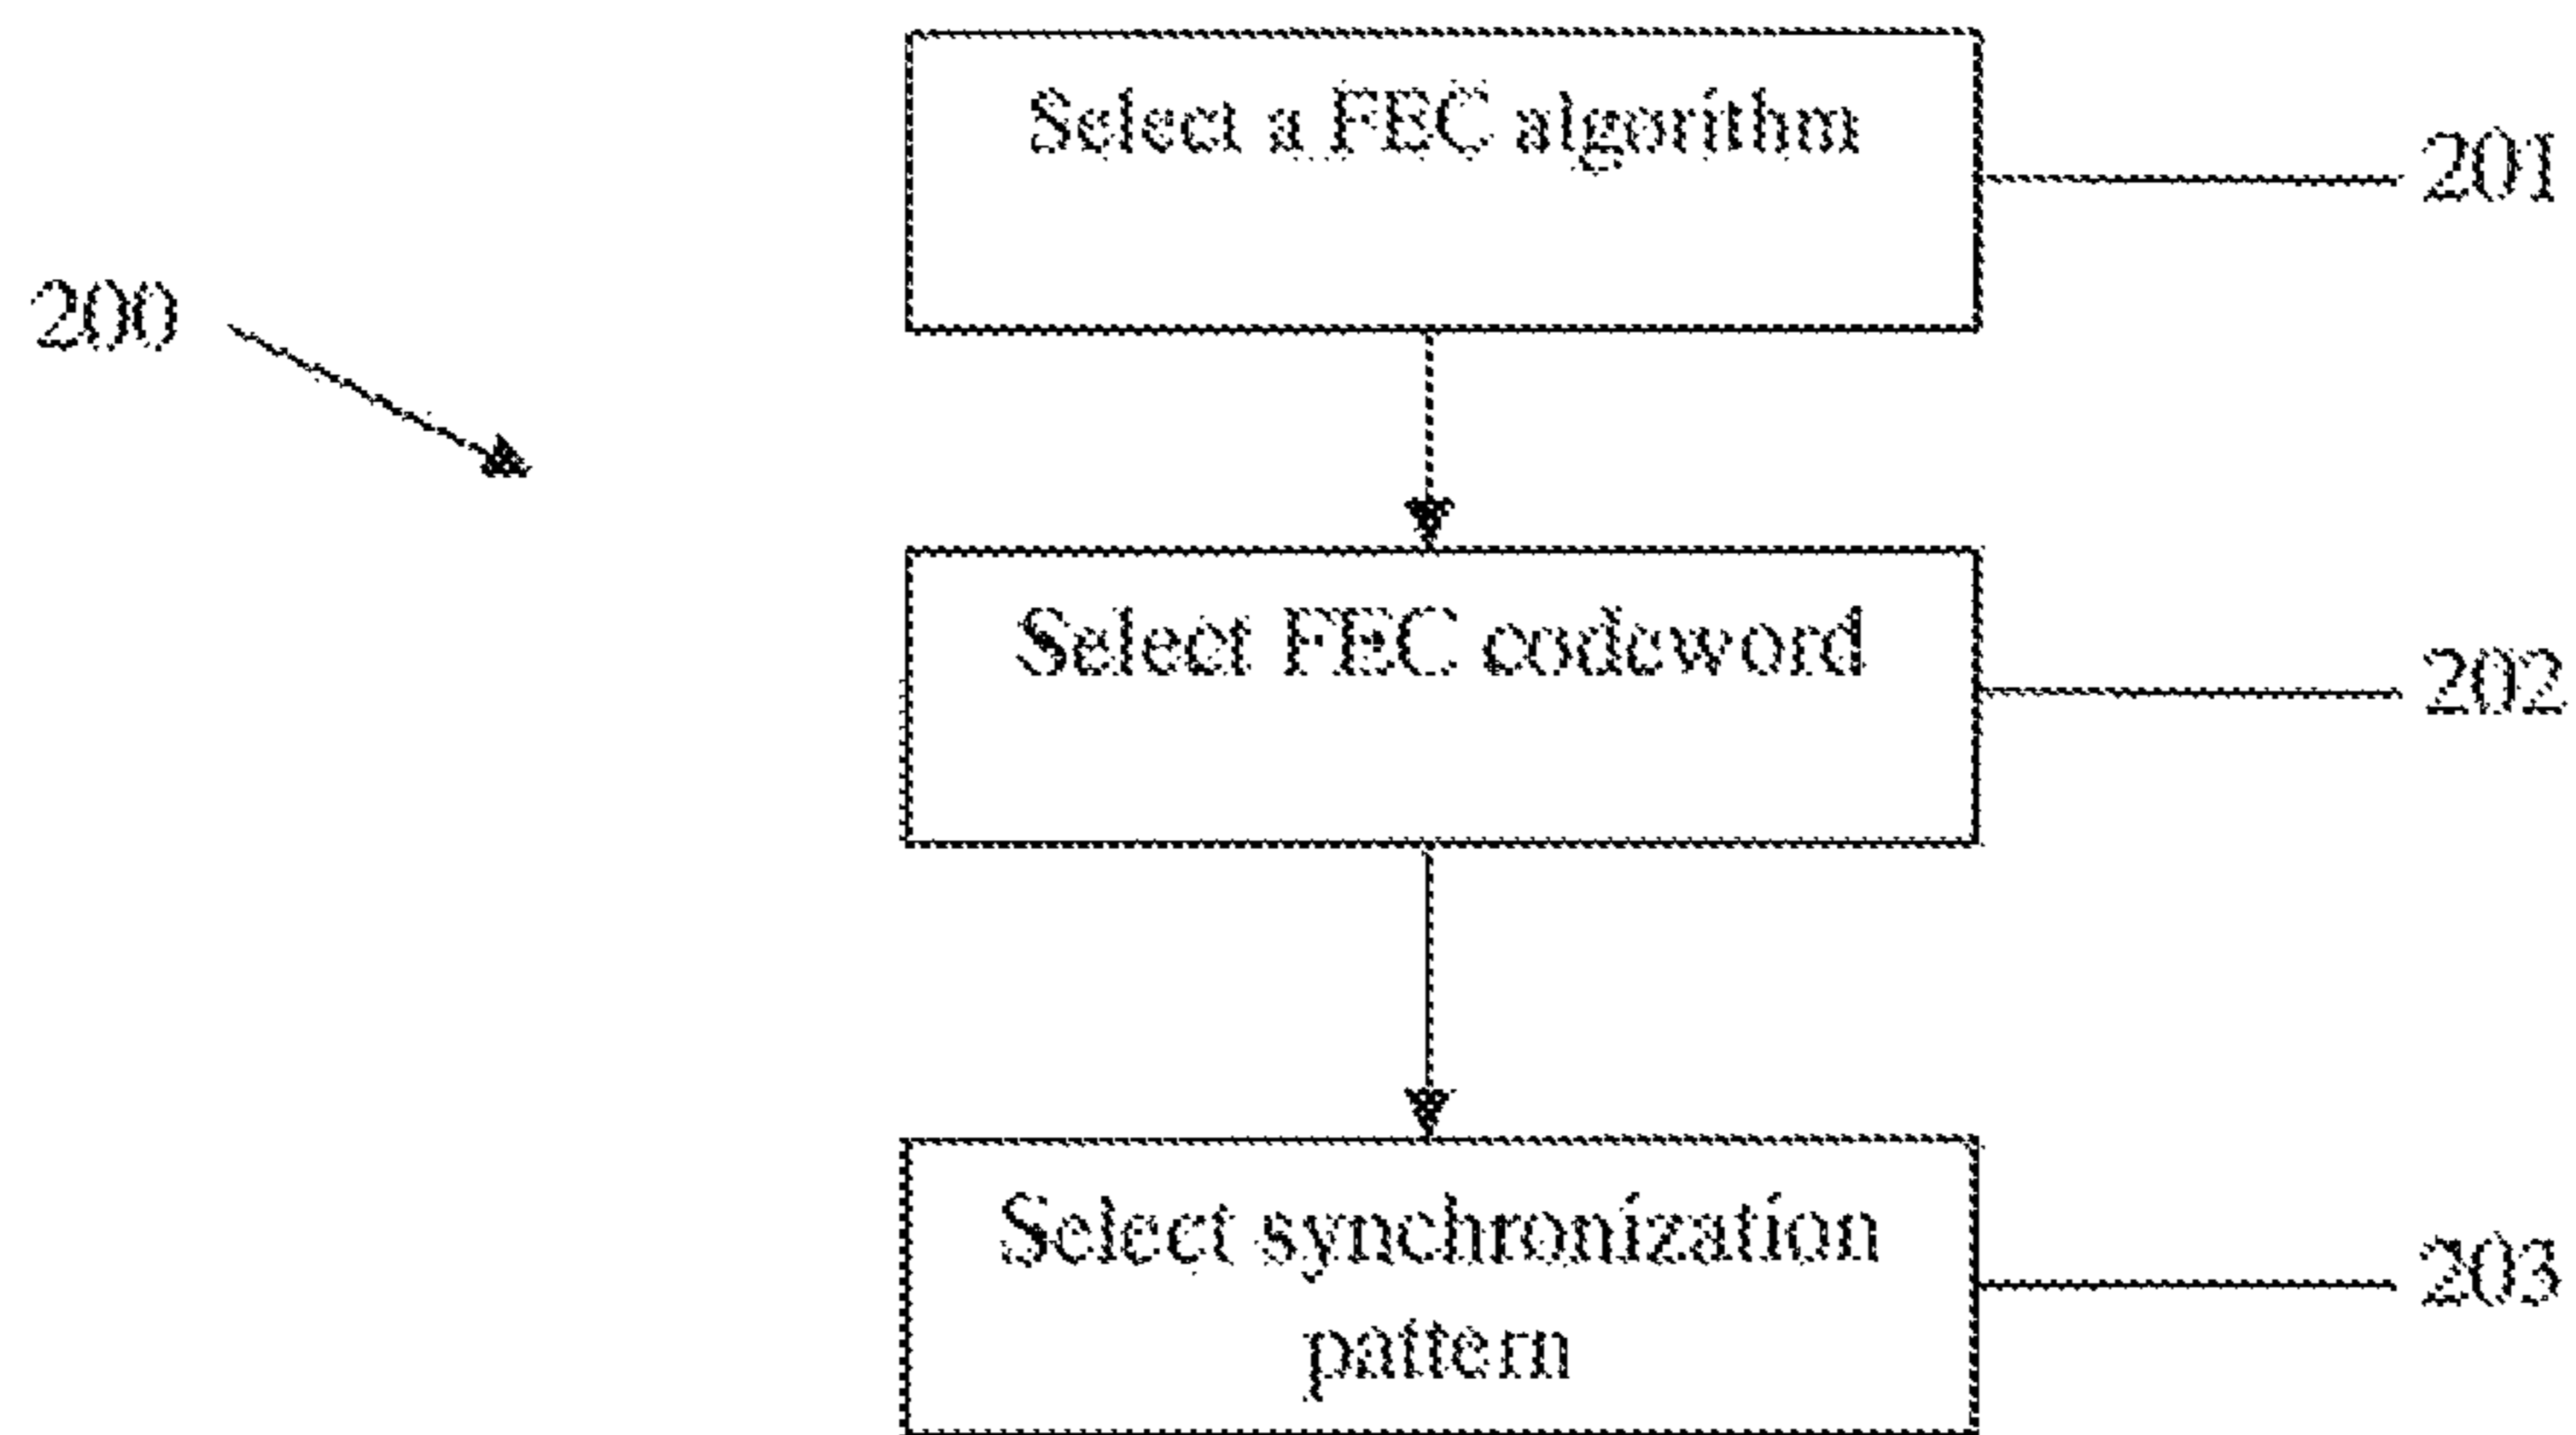 Select a FEC algorithm
201
200
Select FEC codeword
202
Select synchronization
pattern
203